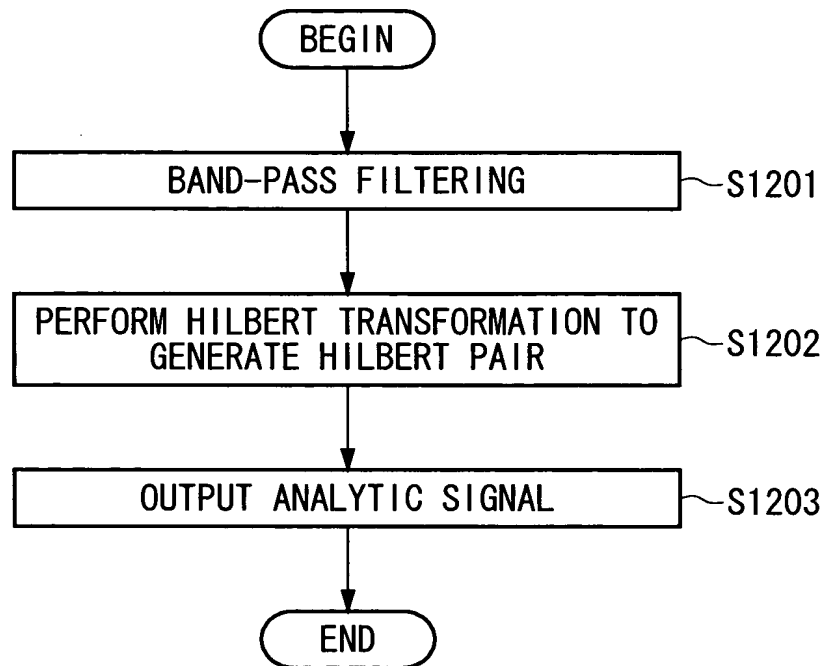 BEGIN
BAND-PASS FILTERING
S1201
PERFORM HILBERT TRANSFORMATION TO
GENERATE HILBERT PAIR
S1202
OUTPUT ANALYTIC SIGNAL
S1203
END